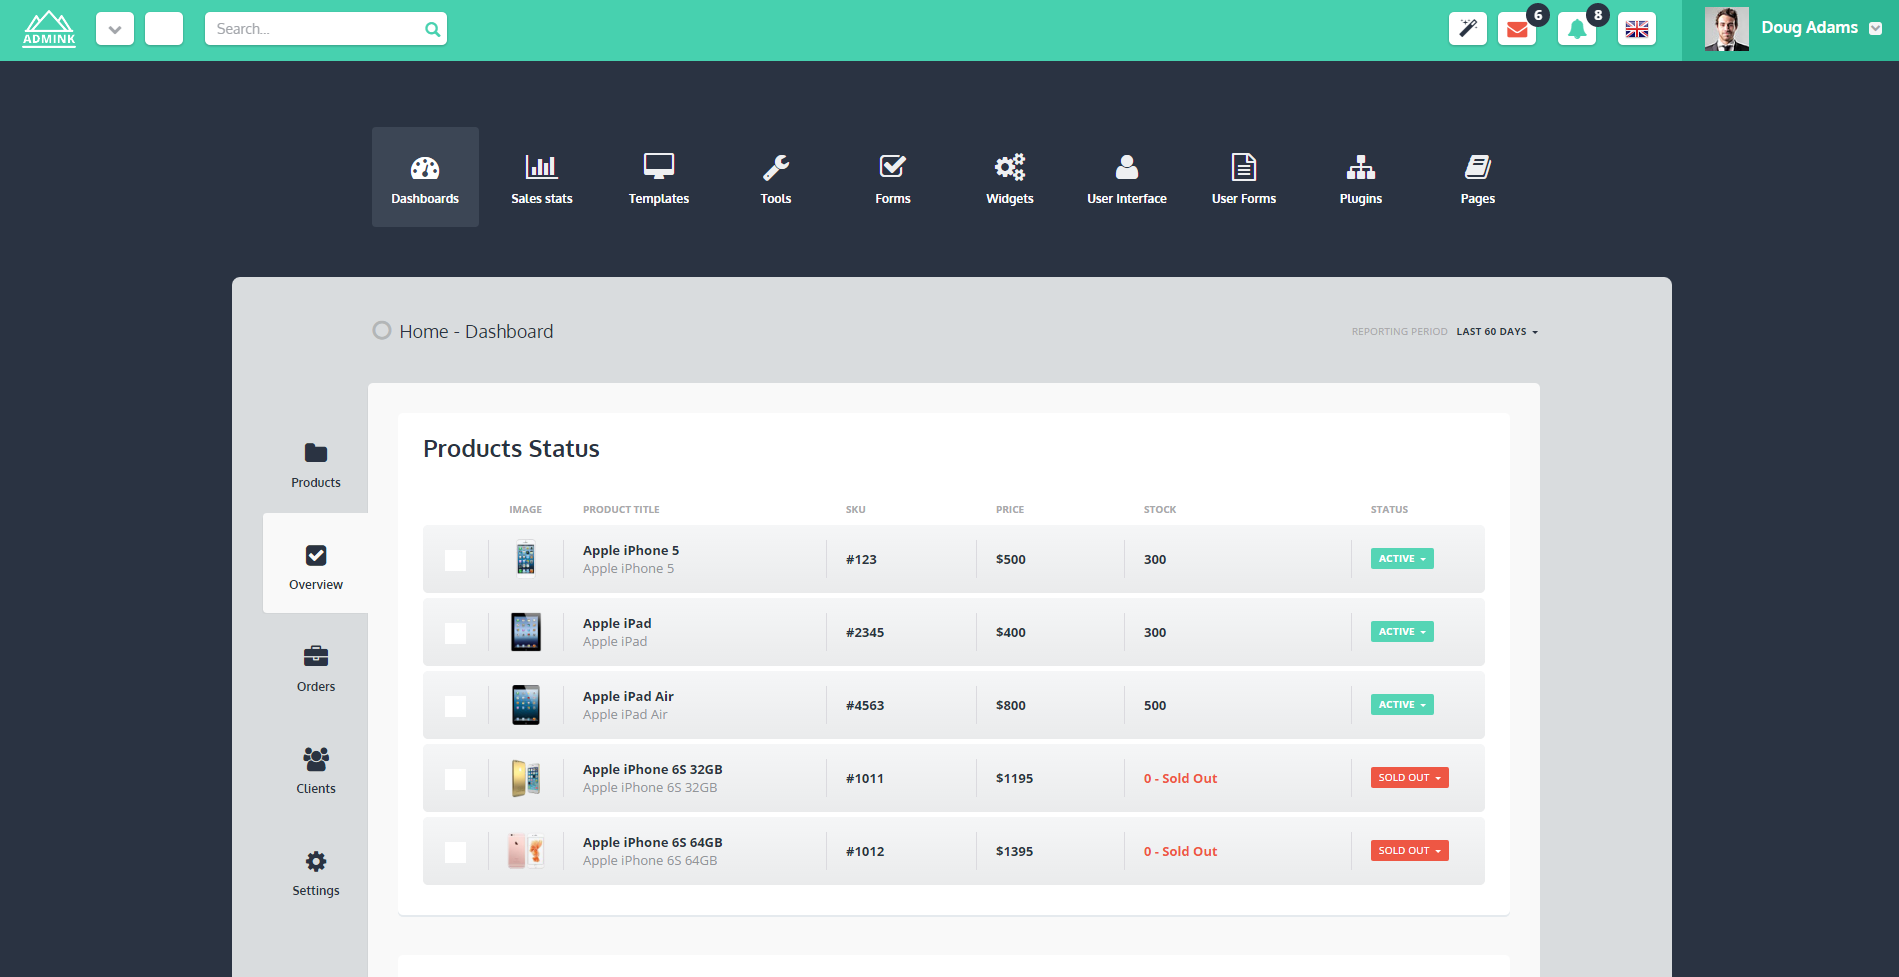 ADMINK
Search...
6
8
Doug Adams
Dashboards
Sales stats
Templates
Tools
Forms
Widgets
User Interface
User Forms
Plugins
Pages
Home - Dashboard
REPORTING PERIOD LAST 60 DAYS
Products
Overview
Orders
Clients
Settings
Products Status
IMAGE PRODUCT TITLE SKU PRICE STOCK STATUS
Apple iPhone 5
Apple iPhone 5
#123 $500 300 ACTIVE
Apple iPad
Apple iPad
#2345 $400 300 ACTIVE
Apple iPad Air
Apple iPad Air
#4563 $800 500 ACTIVE
Apple iPhone 6S 32GB
Apple iPhone 6S 32GB
#1011 $1195 0 - Sold Out SOLD OUT
Apple iPhone 6S 64GB
Apple iPhone 6S 64GB
#1012 $1395 0 - Sold Out SOLD OUT